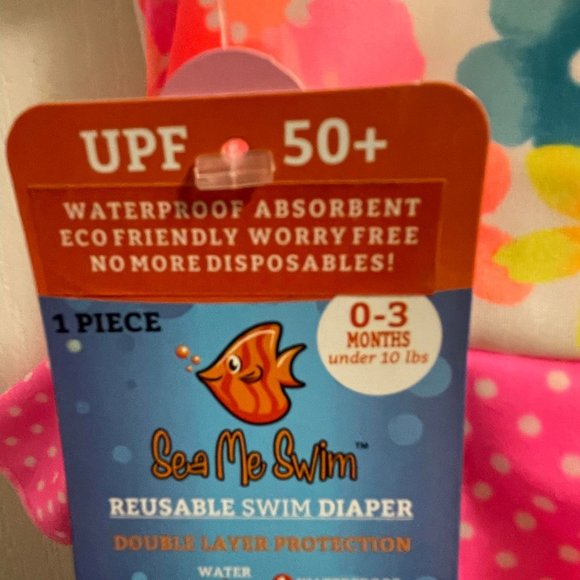 UPF 50+
WATERPROOF ABSORBENT
ECO FRIENDLY WORRY FREE
NO MORE DISPOSABLES!
1 PIECE
0-3
MONTHS
under 10 lbs
Sea Me Swim™
REUSABLE SWIM DIAPER
DOUBLE LAYER PROTECTION
WATER